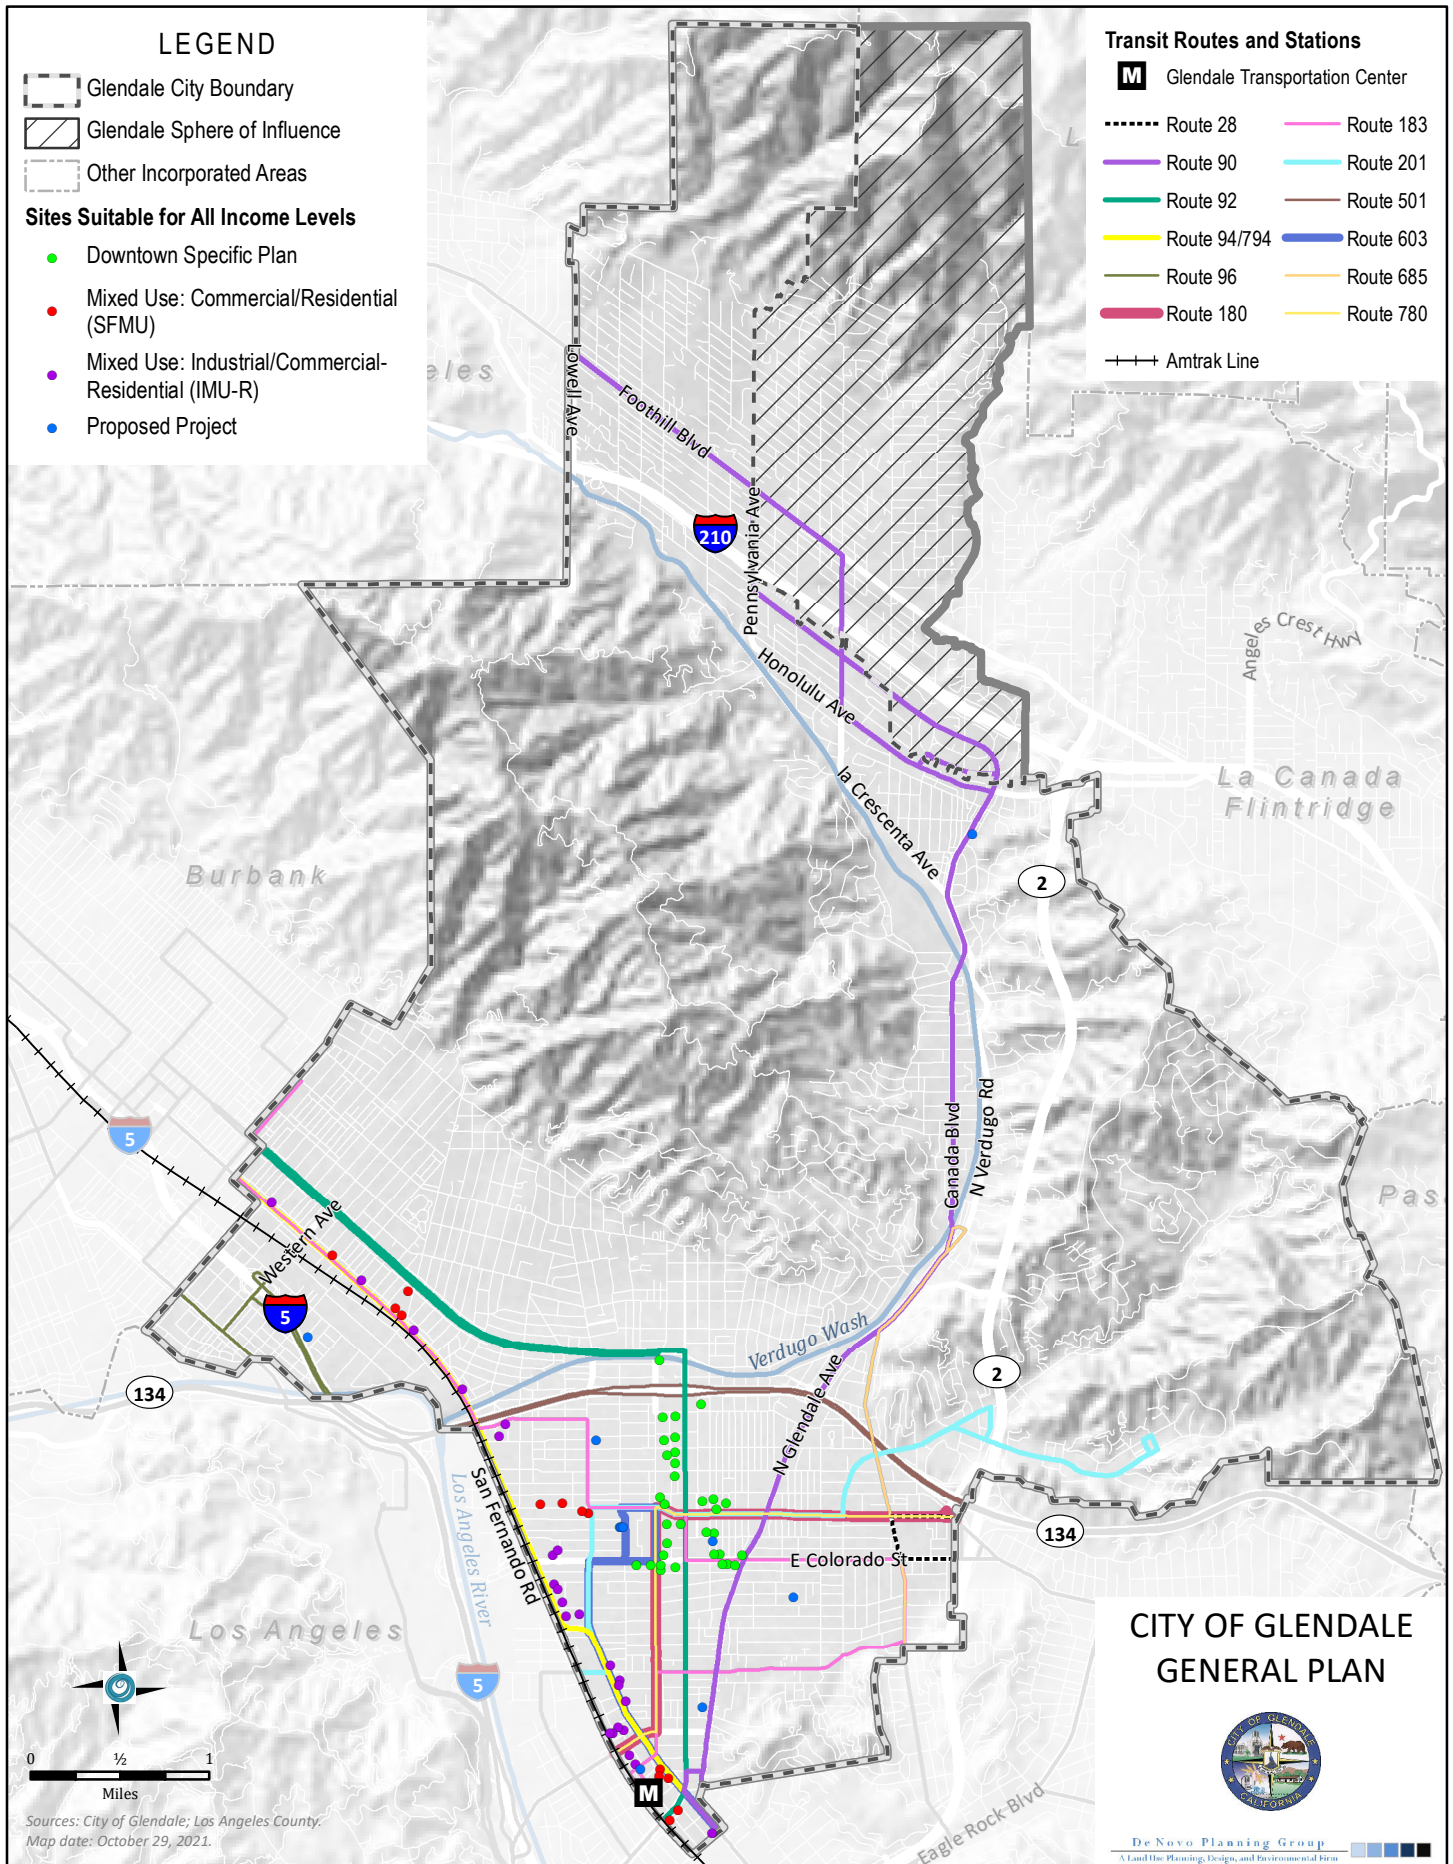 LEGEND
Glendale City Boundary
Glendale Sphere of Influence
Other Incorporated Areas
Sites Suitable for All Income Levels
Downtown Specific Plan
Mixed Use: Commercial/Residential
(SFMU)
Mixed Use: Industrial/Commercial-
Residential (IMU-R)
Proposed Project
Transit Routes and Stations
M Glendale Transportation Center
Route 28
Route 183
Route 90
Route 201
Route 92
Route 501
Route 94/794
Route 603
Route 96
Route 685
Route 180
Route 780
Amtrak Line
L
eles
Lowell Ave
Foothill Blvd
210
Pennsylvania Ave
Honolulu Ave
Angeles Crest Hwy
la Crescenta Ave
La Canada
Flintridge
Burbank
2
5
Canada Blvd
N Verdugo Rd
Pas
Western Ave
5
Verdugo Wash
2
134
N Glendale Ave
San Fernando Rd
Los Angeles River
134
E Colorado St
Los Angeles
5
M
Eagle Rock Blvd
0 ½ 1
Miles
Sources: City of Glendale; Los Angeles County.
Map date: October 29, 2021.
CITY OF GLENDALE
GENERAL PLAN
CITY OF GLENDALE
CALIFORNIA
De Novo Planning Group
A Land Use Planning, Design, and Environmental Firm